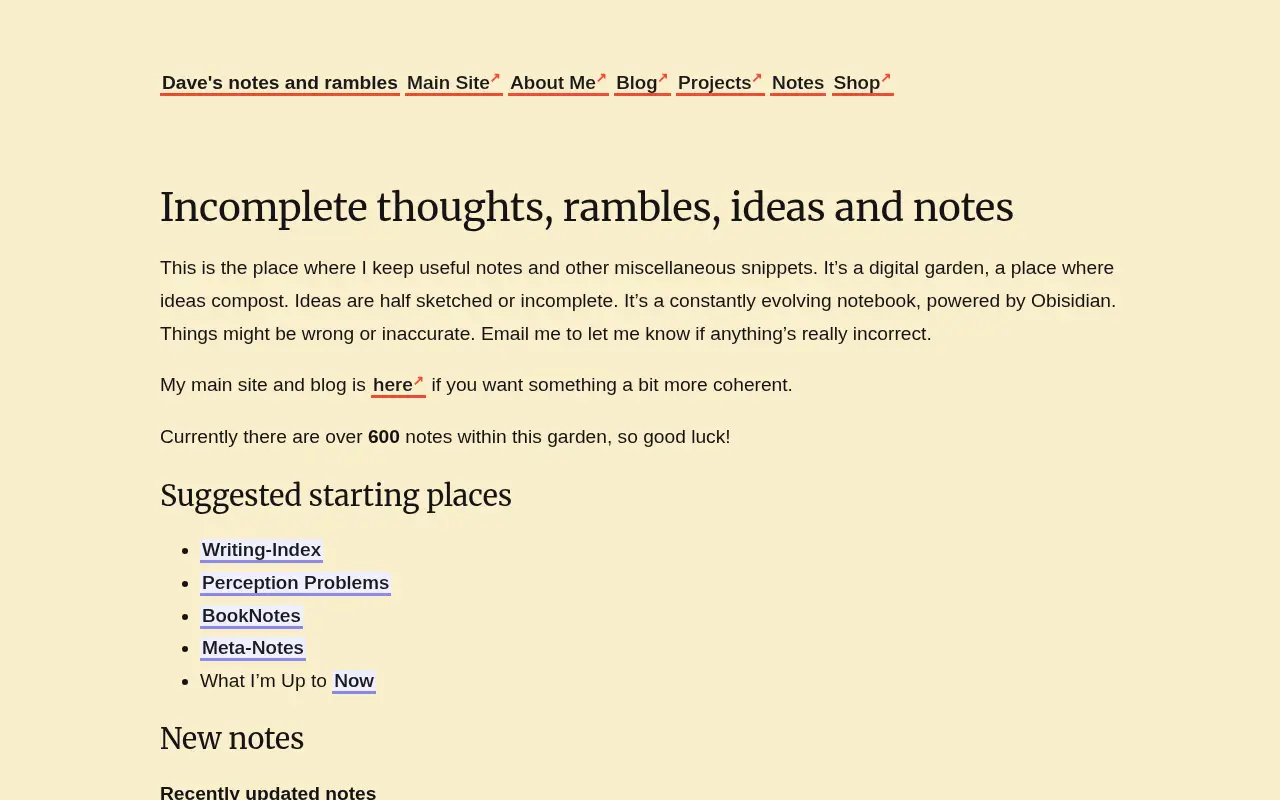 Dave's notes and rambles Main Site↗ About Me↗ Blog↗ Projects↗ Notes Shop↗
Incomplete thoughts, rambles, ideas and notes
This is the place where I keep useful notes and other miscellaneous snippets. It’s a digital garden, a place where
ideas compost. Ideas are half sketched or incomplete. It’s a constantly evolving notebook, powered by Obisidian.
Things might be wrong or inaccurate. Email me to let me know if anything’s really incorrect.
My main site and blog is here↗ if you want something a bit more coherent.
Currently there are over 600 notes within this garden, so good luck!
Suggested starting places
• Writing-Index
• Perception Problems
• BookNotes
• Meta-Notes
• What I’m Up to Now
New notes
Recently updated notes